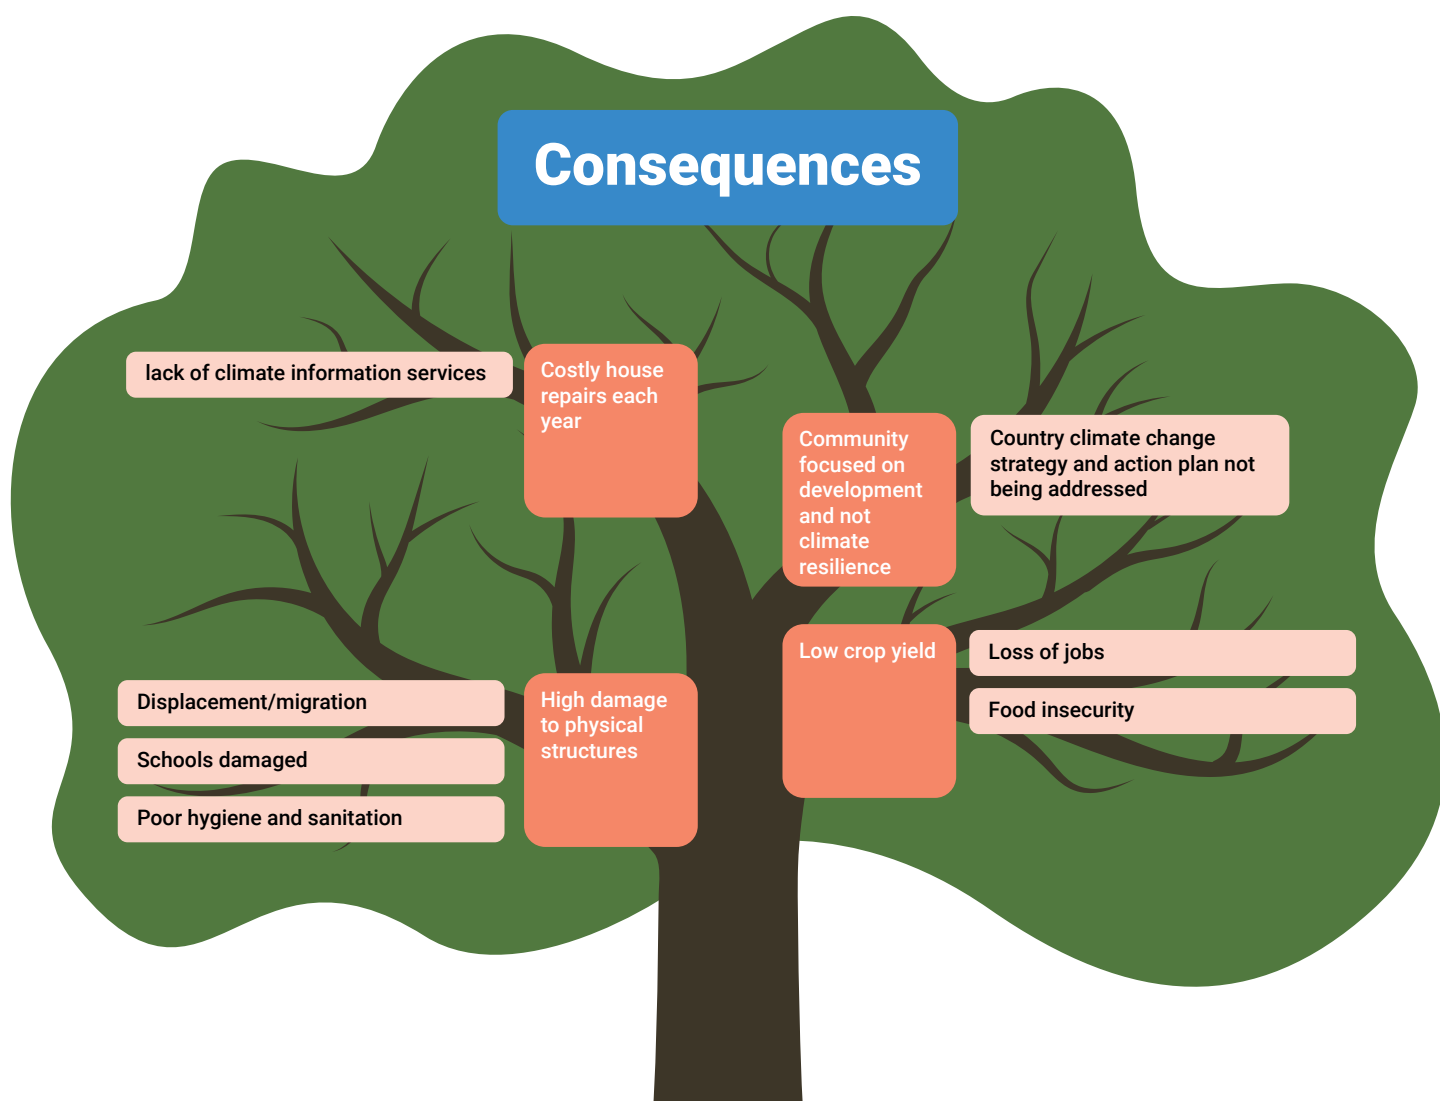 Consequences
lack of climate information services
Costly house
repairs each
year
Community
focused on
development
and not
climate
resilience
Country climate change
strategy and action plan not
being addressed
Displacement/migration
Schools damaged
Poor hygiene and sanitation
High damage
to physical
structures
Low crop yield
Loss of jobs
Food insecurity